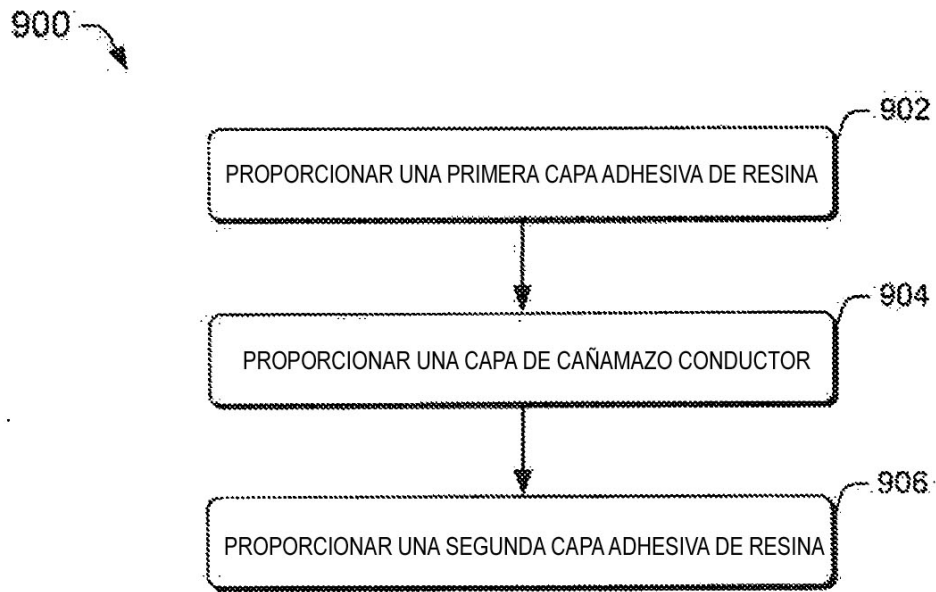 900
902
PROPORCIONAR UNA PRIMERA CAPA ADHESIVA DE RESINA
904
PROPORCIONAR UNA CAPA DE CAÑAMAZO CONDUCTOR
906
PROPORCIONAR UNA SEGUNDA CAPA ADHESIVA DE RESINA